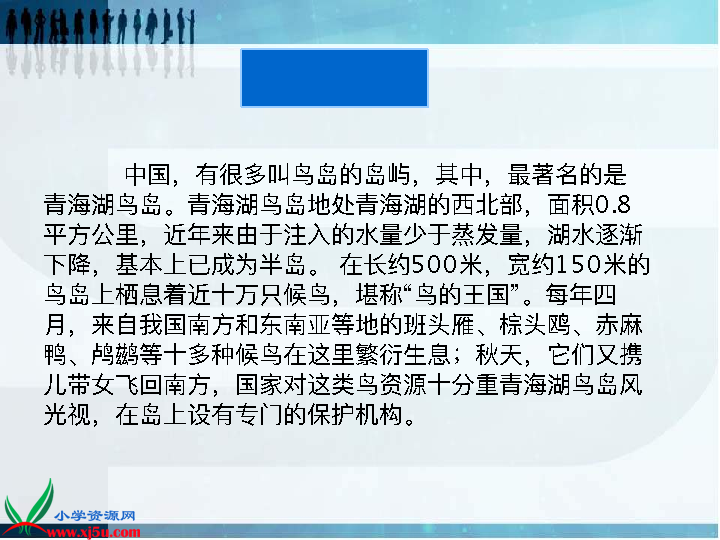 中国，有很多叫鸟岛的岛屿，其中，最著名的是
青海湖鸟岛。青海湖鸟岛地处青海湖的西北部，面积0.8
平方公里，近年来由于注入的水量少于蒸发量，湖水逐渐
下降，基本上已成为半岛。 在长约500米，宽约150米的
鸟岛上栖息着近十万只候鸟，堪称“鸟的王国”。每年四
月，来自我国南方和东南亚等地的班头雁、棕头鸥、赤麻
鸭、鸬鹚等十多种候鸟在这里繁衍生息；秋天，它们又携
儿带女飞回南方，国家对这类鸟资源十分重青海湖鸟岛风
光视，在岛上设有专门的保护机构。
小学资源网
www.xj5u.com